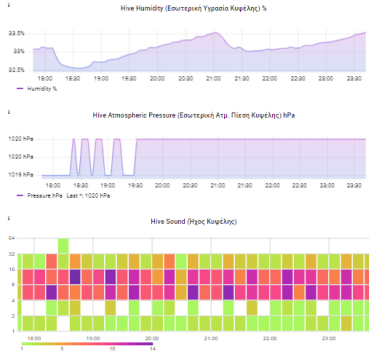 Hive Humidity (Εσωτερική Υγρασία Κυψέλης) %
33.5%
33%
32.5%
18:00 18:30 19:00 19:30 20:00 20:30 21:00 21:30 22:00 22:30 23:00 23:30
Humidity %
Hive Atmospheric Pressure (Εσωτερική Ατμ. Πίεση Κυψέλης) hPa
1020 hPa
1020 hPa
1019 hPa
18:00 18:30 19:00 19:30 20:00 20:30 21:00 21:30 22:00 22:30 23:00 23:30
Pressure hPa Last *: 1020 hPa
Hive Sound (Ήχος Κυψέλης)
64
32
16
8
4
2
1
18:00 19:00 20:00 21:00 22:00 23:00
1 5 10 14